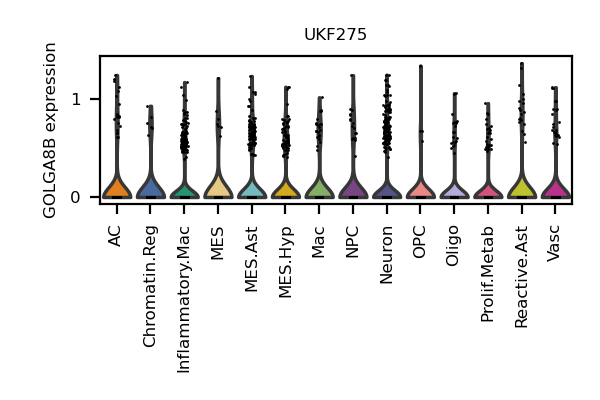 UKF275
GOLGA8B expression
1
0
AC
Chromatin.Reg
Inflammatory.Mac
MES
MES.Ast
MES.Hyp
Mac
NPC
Neuron
OPC
Oligo
Prolif.Metab
Reactive.Ast
Vasc